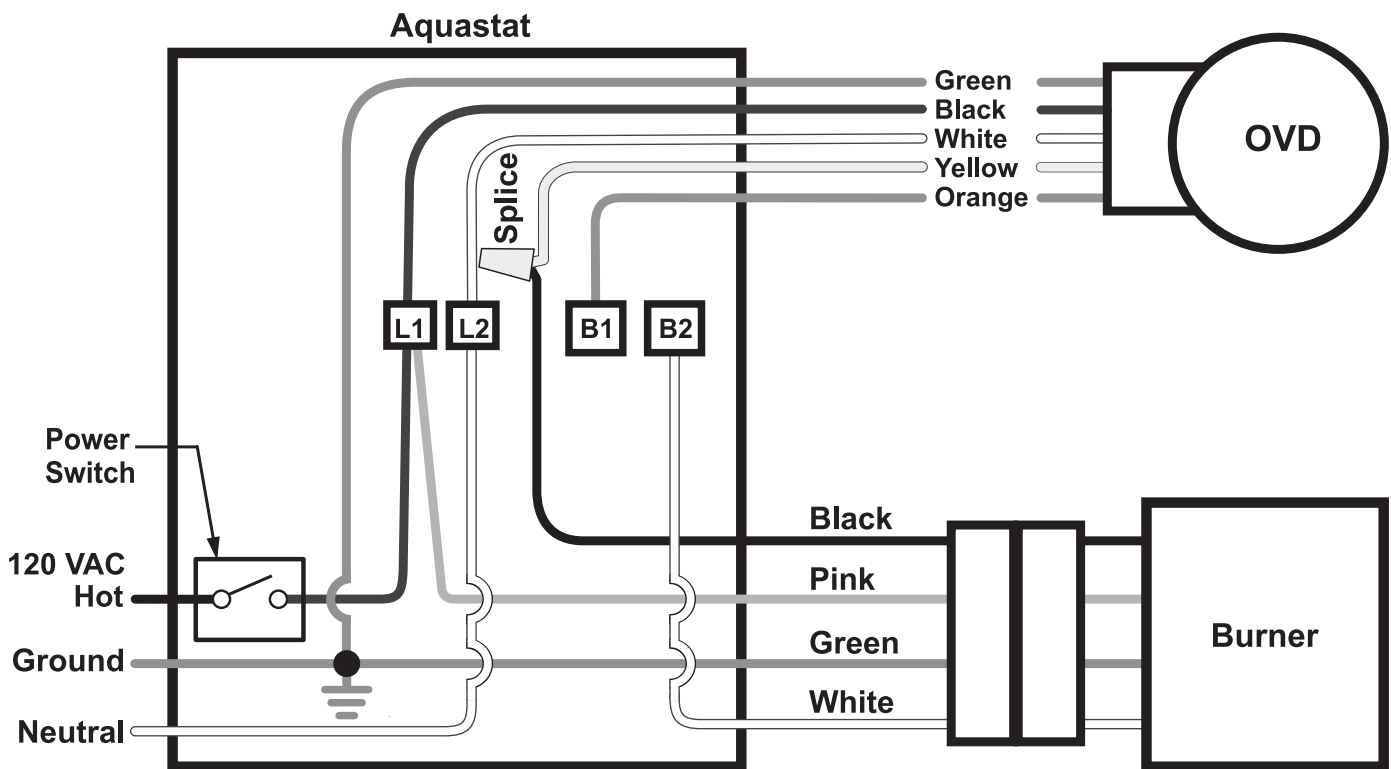 Aquastat
Green
Black
White
Yellow
Orange
OVD
Splice
L1
L2
B1
B2
Power
Switch
120 VAC
Hot
Ground
Neutral
Black
Pink
Green
White
Burner